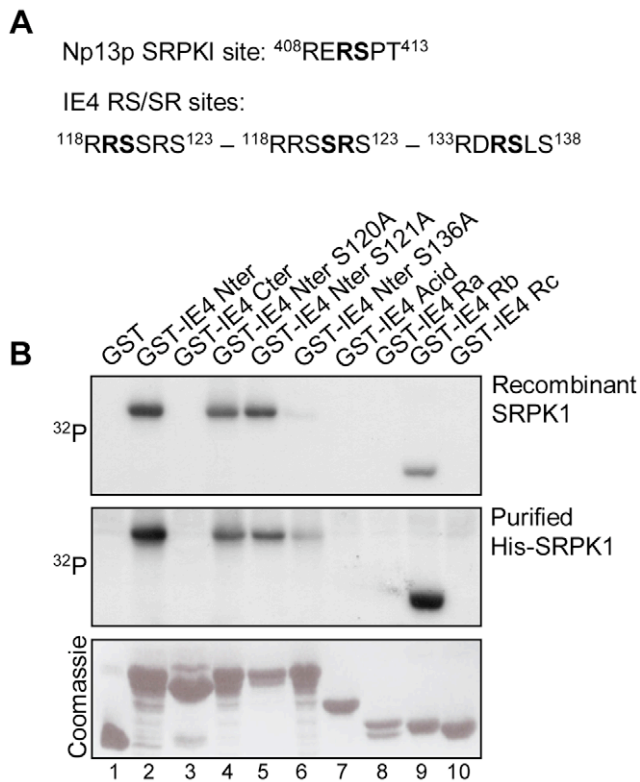 A
Np13p SRPKI site: ⁴⁰⁸RERSPT⁴¹³
IE4 RS/SR sites:
¹¹⁸RRSSRS¹²³ – ¹¹⁸RRSSRS¹²³ – ¹³³RDRSLS¹³⁸
B
GST
GST-IE4 Nter
GST-IE4 Cter
GST-IE4 Nter S120A
GST-IE4 Nter S121A
GST-IE4 Nter S136A
GST-IE4 Acid
GST-IE4 Ra
GST-IE4 Rb
GST-IE4 Rc
³²P
Recombinant
SRPK1
³²P
Purified
His-SRPK1
Coomassie
1 2 3 4 5 6 7 8 9 10